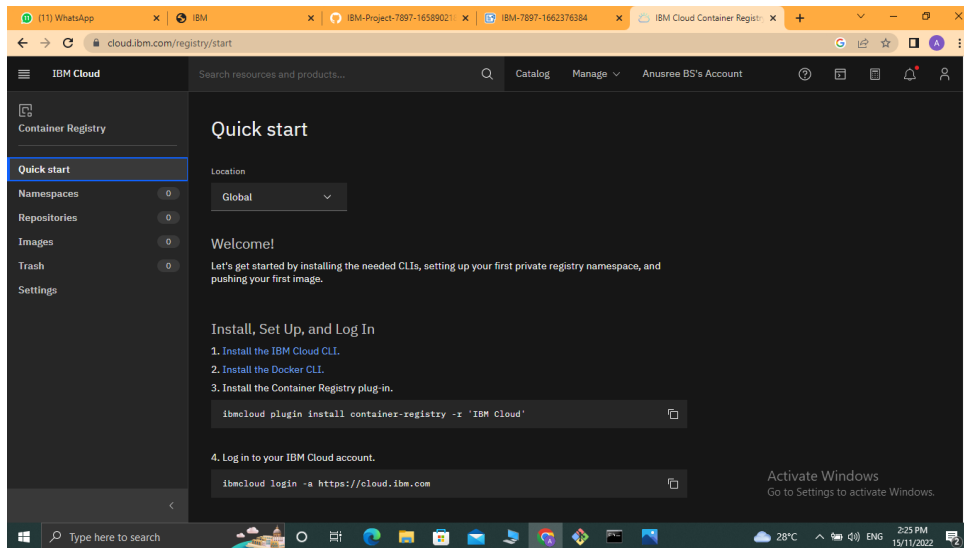 (11) WhatsApp
IBM
IBM-Project-7897-16589021
IBM-7897-1662376384
IBM Cloud Container Registry
cloud.ibm.com/registry/start
IBM Cloud
Search resources and products...
Catalog
Manage
Anusree BS's Account
Container Registry
Quick start
Namespaces 0
Repositories 0
Images 0
Trash 0
Settings
Quick start
Location
Global
Welcome!
Let's get started by installing the needed CLIs, setting up your first private registry namespace, and
pushing your first image.
Install, Set Up, and Log In
1. Install the IBM Cloud CLI.
2. Install the Docker CLI.
3. Install the Container Registry plug-in.
ibmcloud plugin install container-registry -r 'IBM Cloud'
4. Log in to your IBM Cloud account.
ibmcloud login -a https://cloud.ibm.com
Activate Windows
Go to Settings to activate Windows.
Type here to search
28°C
ENG
2:25 PM
15/11/2022
2